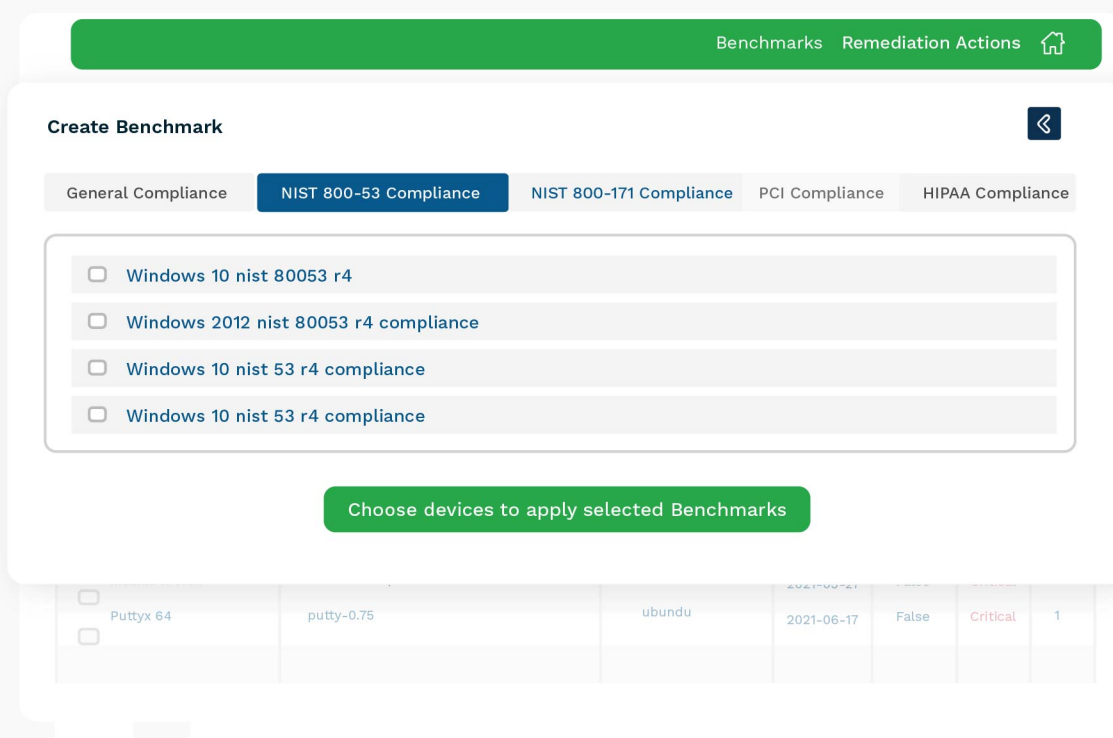 Benchmarks Remediation Actions
Create Benchmark
General Compliance NIST 800-53 Compliance NIST 800-171 Compliance PCI Compliance HIPAA Compliance
Windows 10 nist 80053 r4
Windows 2012 nist 80053 r4 compliance
Windows 10 nist 53 r4 compliance
Windows 10 nist 53 r4 compliance
Choose devices to apply selected Benchmarks
Puttyx 64 putty-0.75 ubundu 2021-06-17 False Critical 1